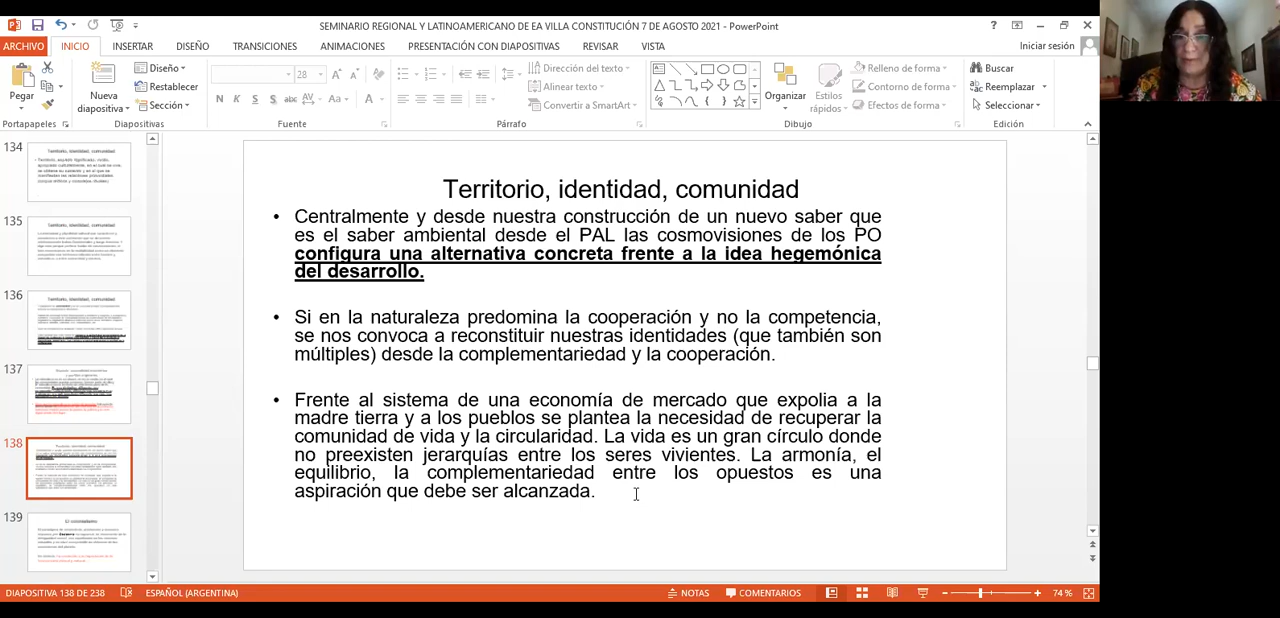 SEMINARIO REGIONAL Y LATINOAMERICANO DE EA VILLA CONSTITUCIÓN 7 DE AGOSTO 2021 - PowerPoint
ARCHIVO INICIO INSERTAR DISEÑO TRANSICIONES ANIMACIONES PRESENTACIÓN CON DIAPOSITIVAS REVISAR VISTA Iniciar sesión
Pegar
Nueva diapositiva
Diseño
Restablecer
Sección
28
N K S S abc AV Aa A
Dirección del texto
Alinear texto
Convertir a SmartArt
Organizar
Estilos rápidos
Relleno de forma
Contorno de forma
Efectos de forma
Buscar
Reemplazar
Seleccionar
Portapapeles Diapositivas Fuente Párrafo Dibujo Edición
134
135
136
137
138
139
Territorio, identidad, comunidad
• Centralmente y desde nuestra construcción de un nuevo saber que
es el saber ambiental en el PAL las cosmovisión de los PO
configura una alternativa concreta frente a la idea hegemónica
del desarrollo.
• Si en la naturaleza predomina la cooperación y no la competencia,
se nos convoca a reconstruir nuestras identidades (que también son
múltiples) desde la complementariedad y la cooperación.
• Frente al sistema de una economía de mercado que expolia a la
madre tierra y a los pueblos se plantea la necesidad de recuperar la
comunidad de vida y la circularidad. La vida es un gran circulo donde
no preexisten jerarquías entre los seres vivientes. La armonía, el
equilibrio, la complementariedad entre los opuestos es una
aspiración que debe ser alcanzada.
DIAPOSITIVA 138 DE 238 ESPAÑOL (ARGENTINA) NOTAS COMENTARIOS 74 %